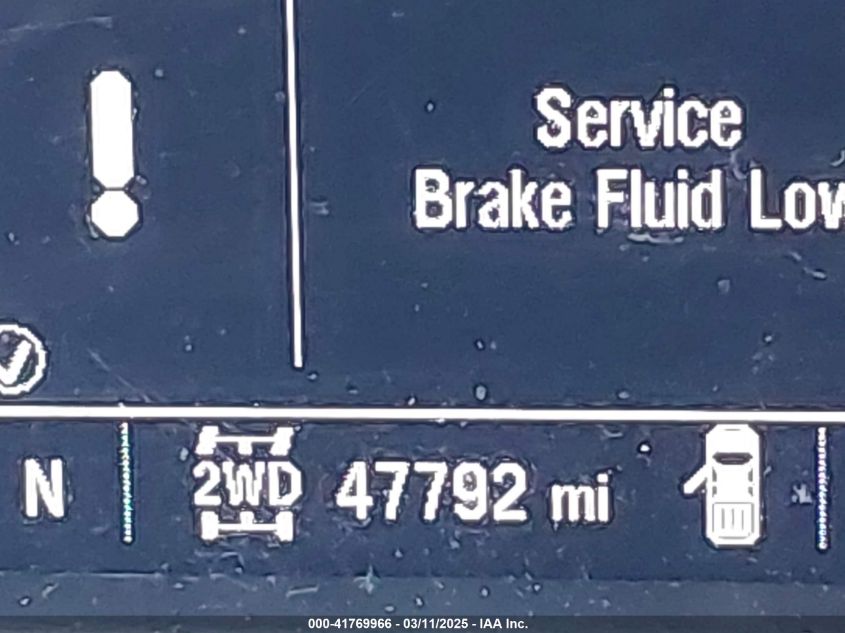 Service
Brake Fluid Low
N 2WD 47792 mi
000-41769966 - 03/11/2025 - IAA Inc.